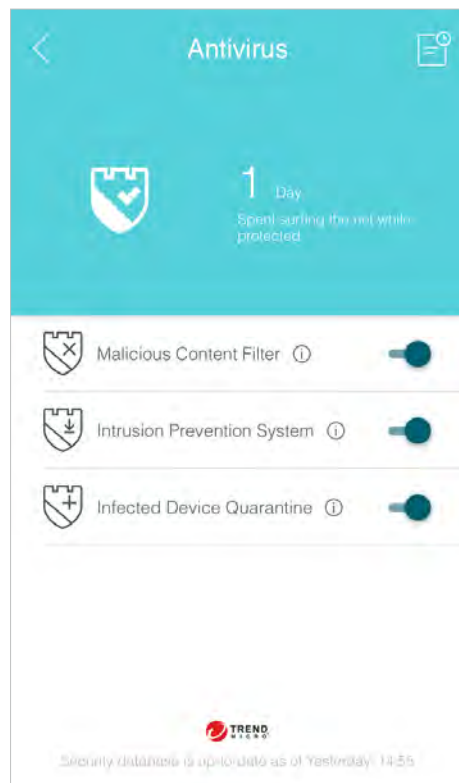 Antivirus
1 Day
Spent surfing the net while
protected
Malicious Content Filter
Intrusion Prevention System
Infected Device Quarantine
TREND
MICRO
Security database is up-to-date as of Yesterday, 14:55